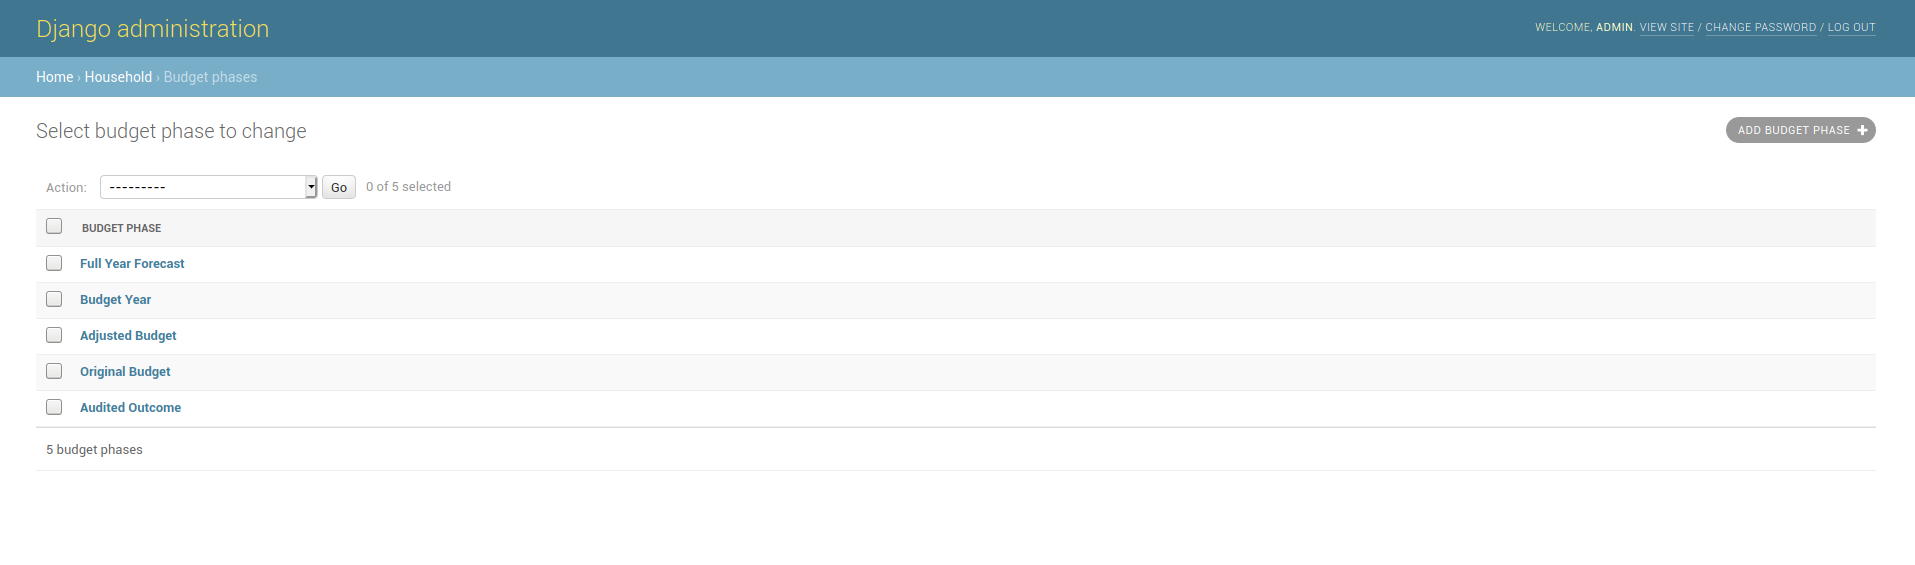 Django administration
WELCOME, ADMIN. VIEW SITE / CHANGE PASSWORD / LOG OUT
Home › Household › Budget phases
Select budget phase to change
ADD BUDGET PHASE
Action: --------- Go 0 of 5 selected
BUDGET PHASE
Full Year Forecast
Budget Year
Adjusted Budget
Original Budget
Audited Outcome
5 budget phases